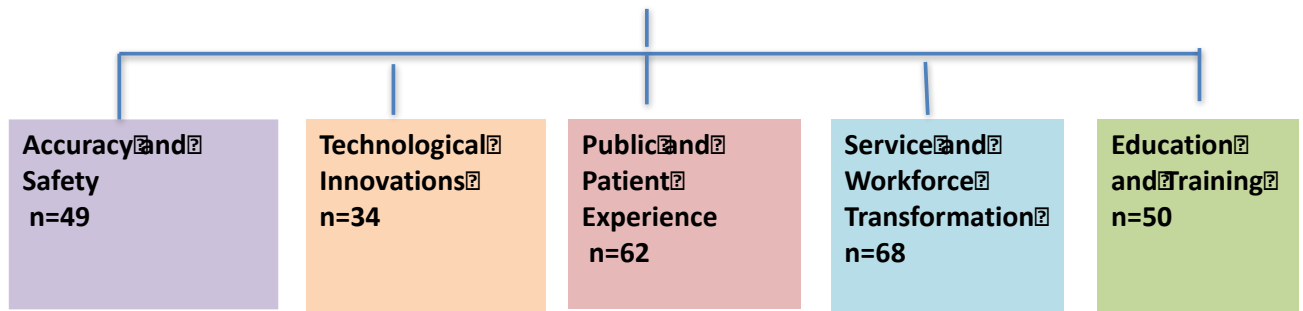 Accuracy⍰and⍰
Safety
n=49
Technological⍰
Innovations⍰
n=34
Public⍰and⍰
Patient⍰
Experience
n=62
Service⍰and⍰
Workforce⍰
Transformation⍰
n=68
Education⍰
and⍰Training⍰
n=50